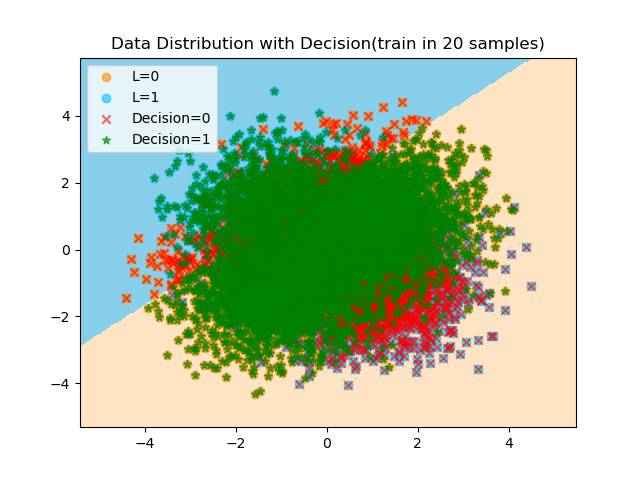 Data Distribution with Decision(train in 20 samples)
L=0
L=1
Decision=0
Decision=1
4
2
0
−2
−4
−4
−2
0
2
4